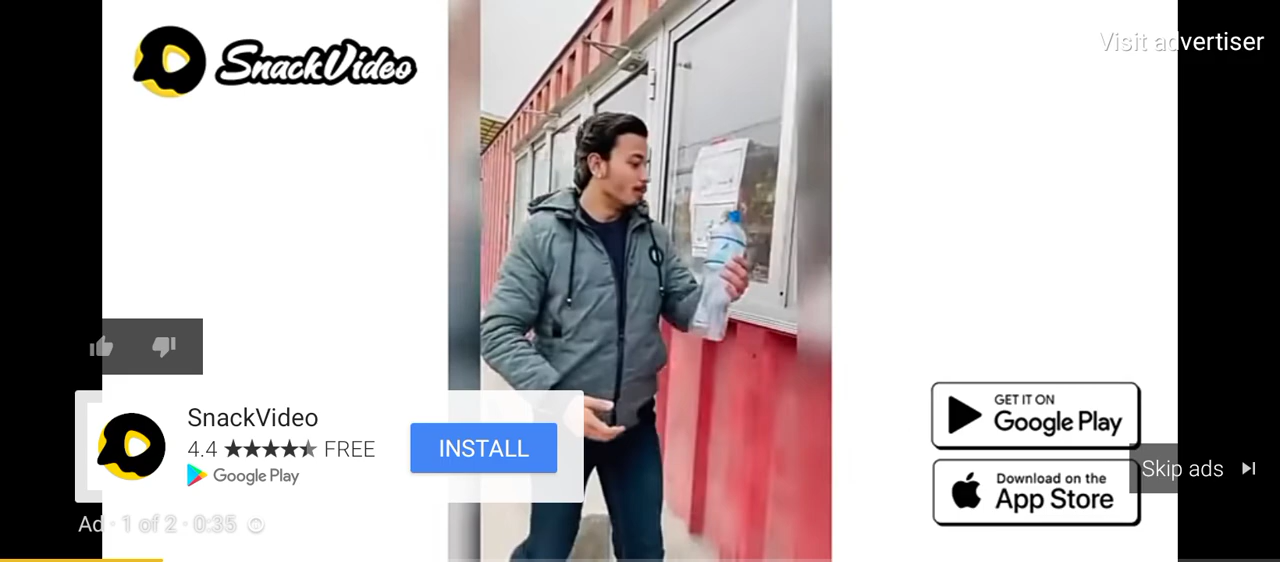 SnackVideo
Visit advertiser
SnackVideo
4.4 FREE
Google Play
INSTALL
GET IT ON
Google Play
Download on the
App Store
Skip ads
Ad · 1 of 2 · 0:35